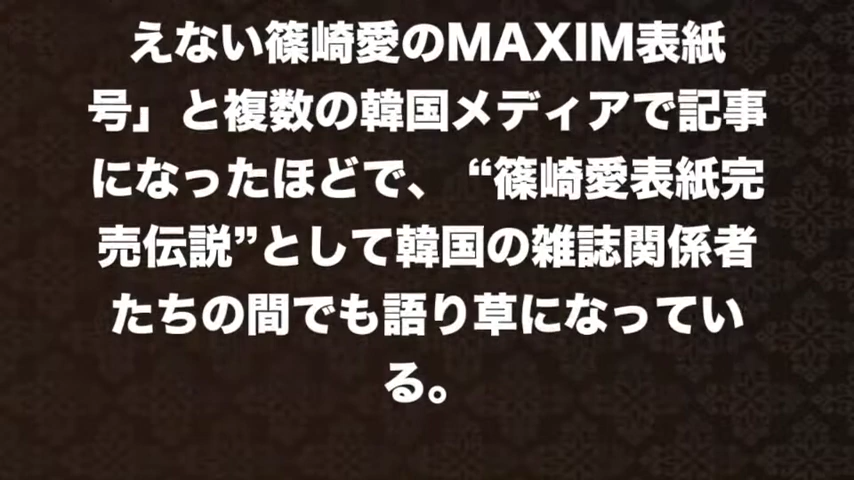 えない篠崎愛のMAXIM表紙
号」と複数の韓国メディアで記事
になったほどで、“篠崎愛表紙完
売伝説”として韓国の雑誌関係者
たちの間でも語り草になってい
る。